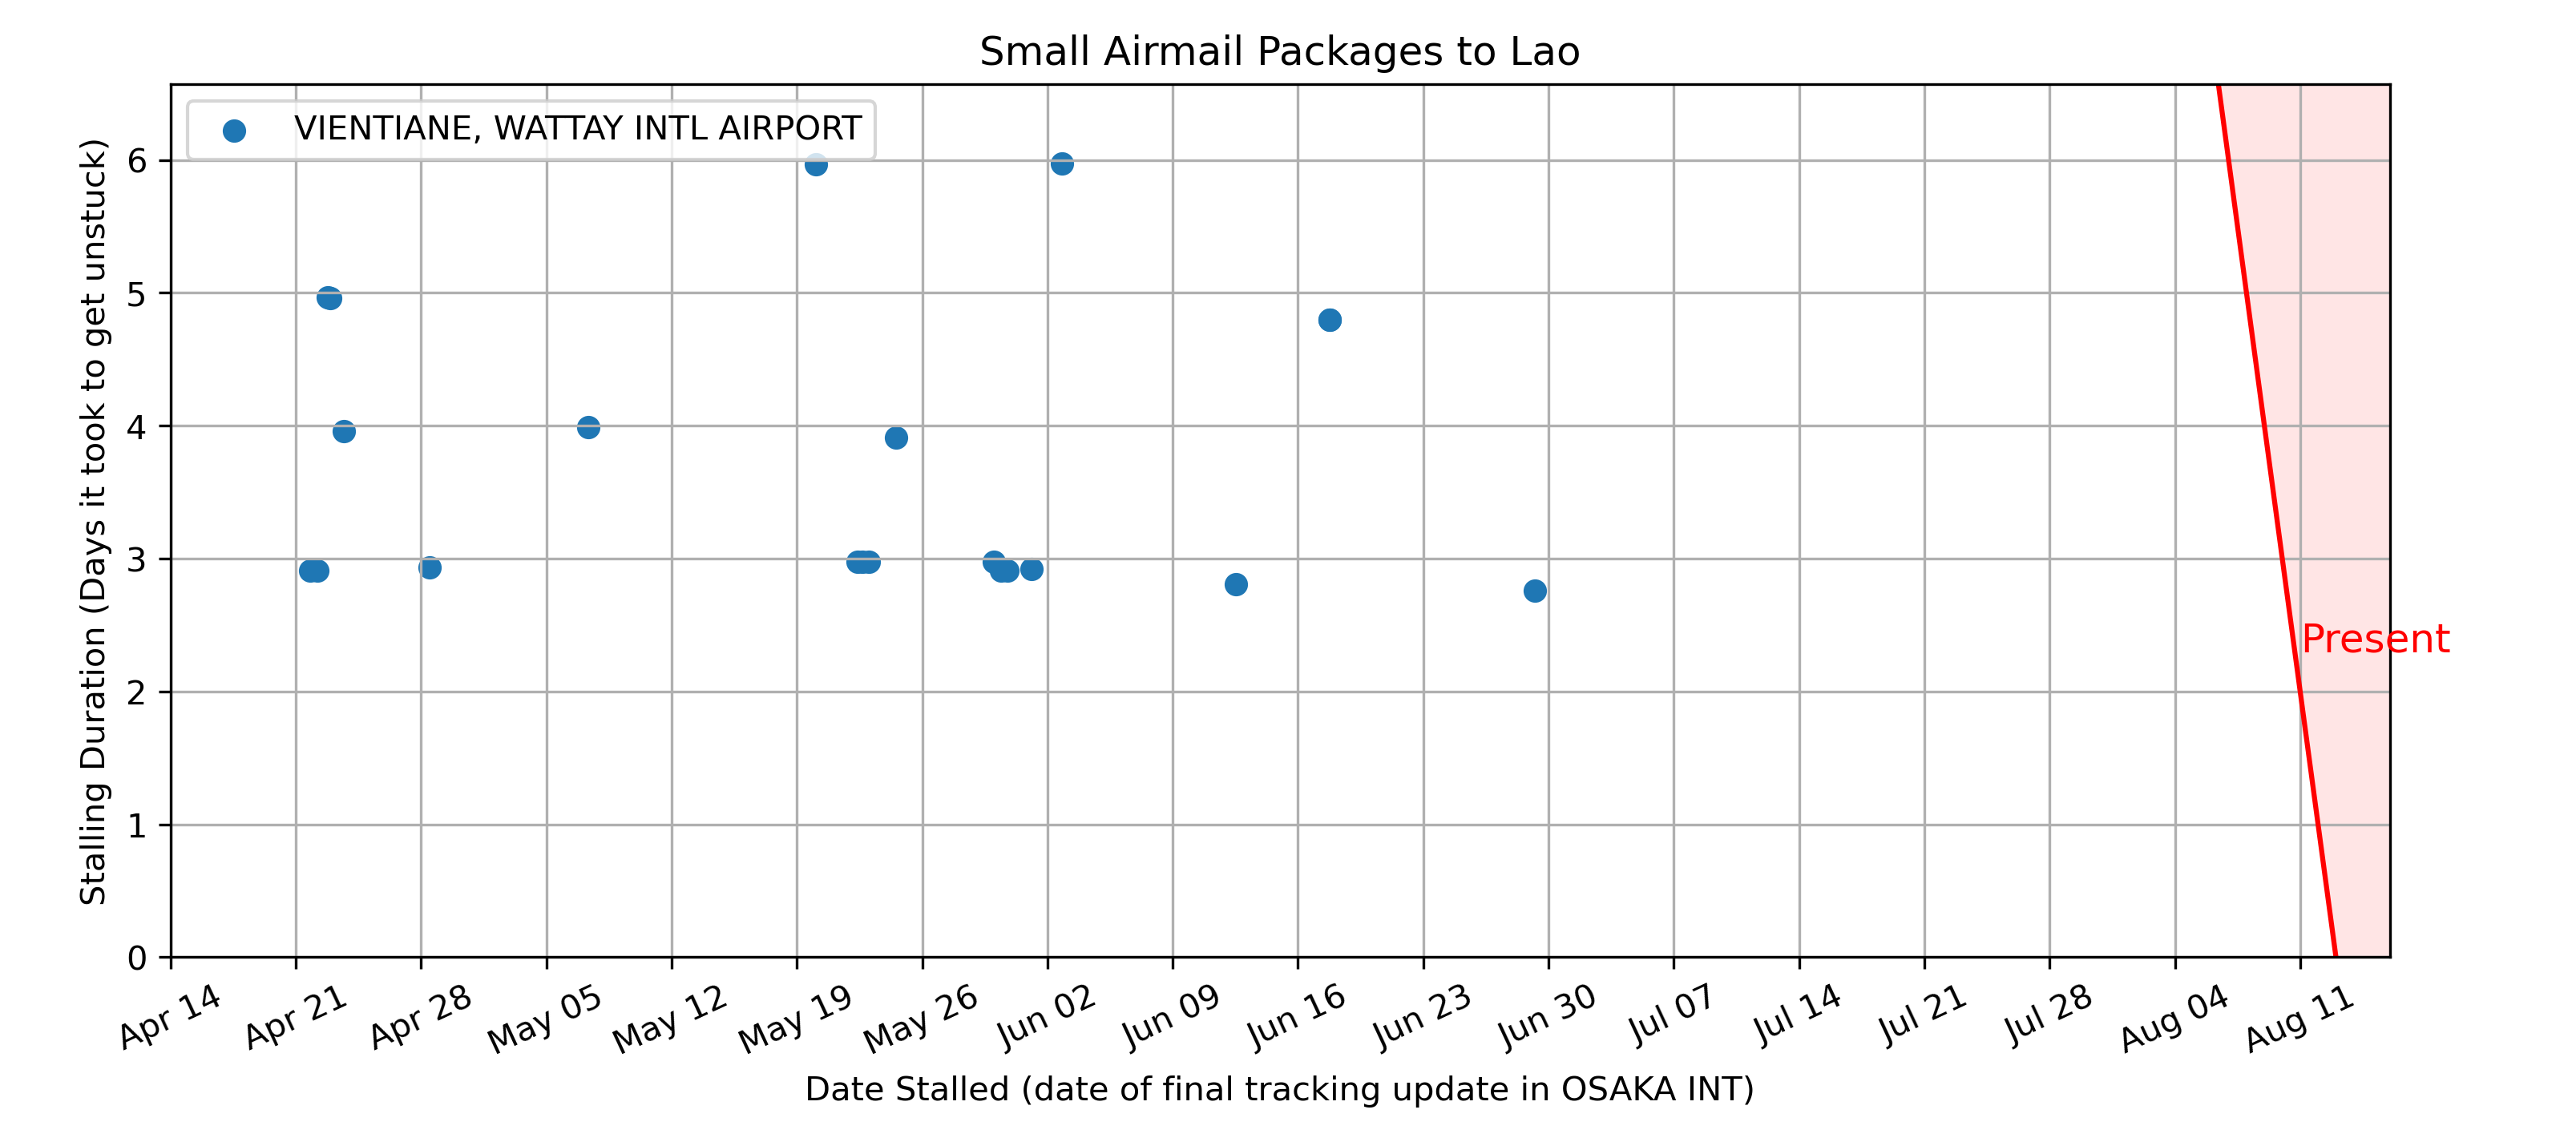 Small Airmail Packages to Lao
VIENTIANE, WATTAY INTL AIRPORT
Stalling Duration (Days it took to get unstuck)
6
5
4
3
2
1
0
Present
Apr 14
Apr 21
Apr 28
May 05
May 12
May 19
May 26
Jun 02
Jun 09
Jun 16
Jun 23
Jun 30
Jul 07
Jul 14
Jul 21
Jul 28
Aug 04
Aug 11
Date Stalled (date of final tracking update in OSAKA INT)